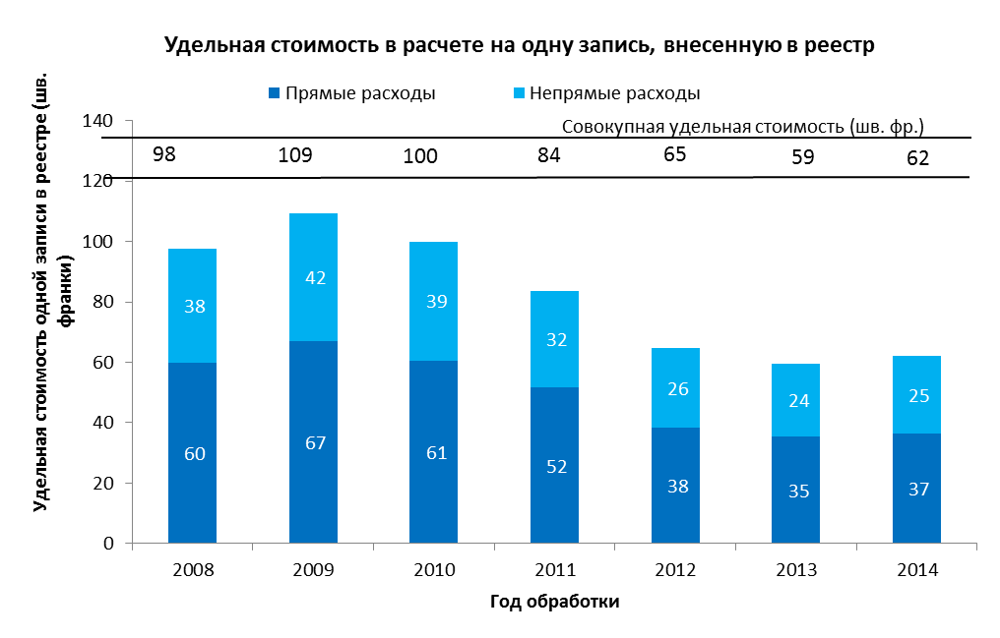 Удельная стоимость в расчете на одну запись, внесенную в реестр
Прямые расходы Непрямые расходы
Удельная стоимость одной записи в реестре (шв.
франки)
Совокупная удельная стоимость (шв. фр.)
98 109 100 84 65 59 62
140
120
100
80
60
40
20
0
38 42 39 32 26 24 25
60 67 61 52 38 35 37
2008 2009 2010 2011 2012 2013 2014
Год обработки